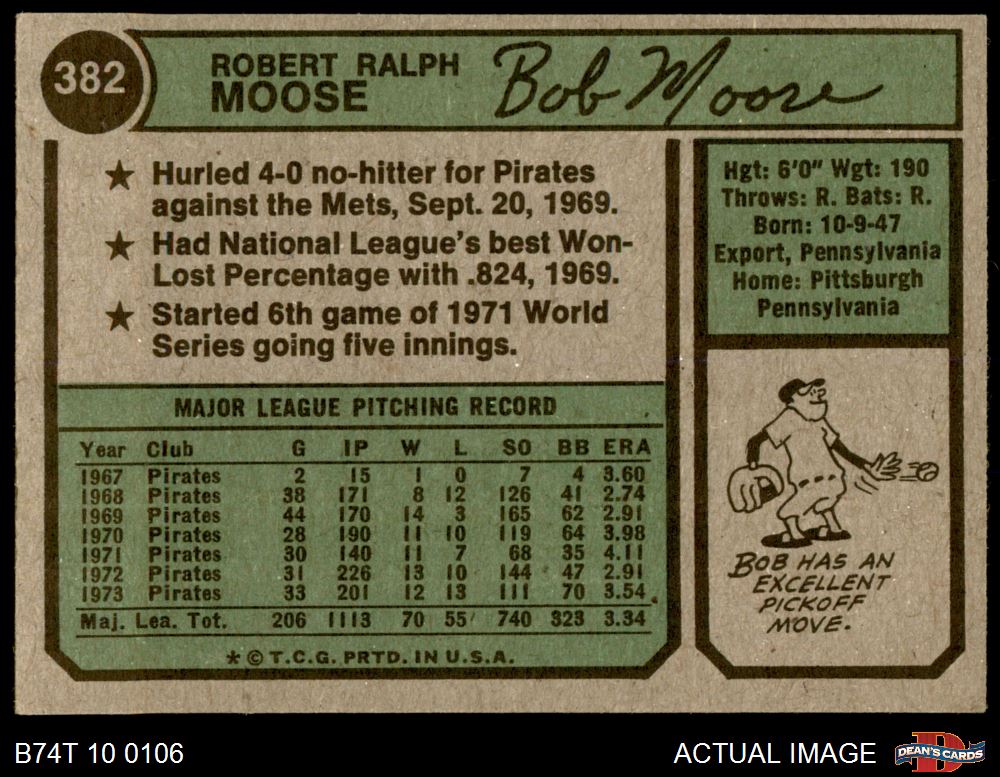 382
ROBERT RALPH
MOOSE
Bob Moose
★ Hurled 4-0 no-hitter for Pirates
against the Mets, Sept. 20, 1969.
★ Had National League's best Won-
Lost Percentage with .824, 1969.
★ Started 6th game of 1971 World
Series going five innings.
Hgt: 6'0" Wgt: 190
Throws: R. Bats: R.
Born: 10-9-47
Export, Pennsylvania
Home: Pittsburgh
Pennsylvania
MAJOR LEAGUE PITCHING RECORD
Year Club G IP W L SO BB ERA
1967 Pirates 2 15 1 0 7 4 3.60
1968 Pirates 38 171 8 12 126 41 2.74
1969 Pirates 44 170 14 3 165 62 2.91
1970 Pirates 28 190 11 10 119 64 3.98
1971 Pirates 30 140 11 7 68 35 4.11
1972 Pirates 31 226 13 10 144 47 2.91
1973 Pirates 33 201 12 13 111 70 3.54
Maj. Lea. Tot. 206 1113 70 55 740 323 3.34
* © T.C.G. PRTD. IN U.S.A.
BOB HAS AN
EXCELLENT
PICKOFF
MOVE.
B74T 10 0106
ACTUAL IMAGE
DEAN'S CARDS